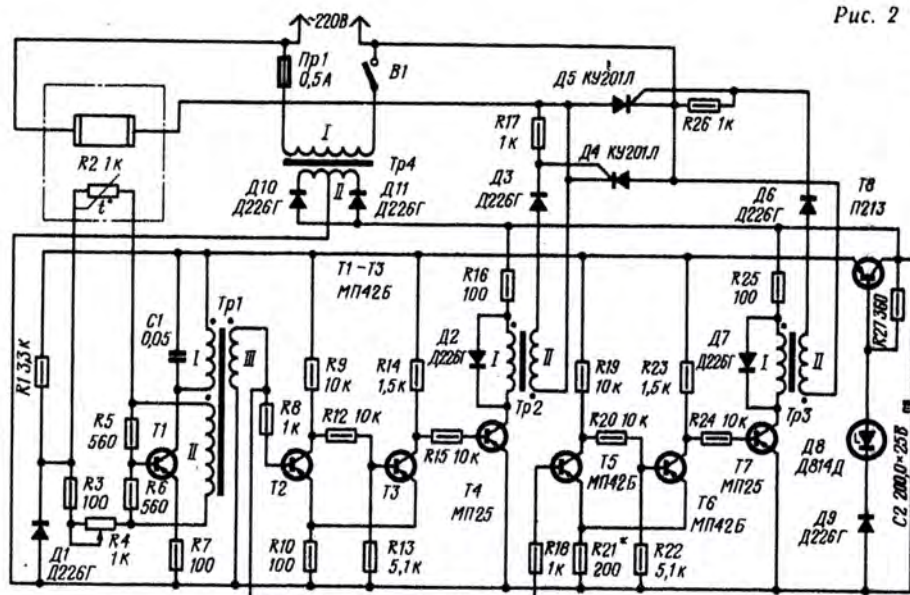 Рис. 2
~220В
Пр1
0,5А
В1
Д5 КУ201Л
R26 1к
R17
1к
Д4 КУ201Л
R2 1к
t°
I
Тр4
II
Д10
Д226Г
Д11
Д226Г
Д3
Д226Г
Д6
Д226Г
Т8
П213
Т1-Т3
МП42Б
R16
100
R25
100
R27 360
R1 3,3к
С1
0,05
Тр1
I
II
III
R9
10к
R14
1,5к
Д2
Д226Г
I
II
Тр2
R19
10к
R23
1,5к
Д7
Д226Г
I
II
Тр3
R5
560
Т1
R8
1к
R12 10к
R15 10к
R20 10к
R24 10к
Д8
Д814Д
R3
100
R6
560
Т2
Т3
Т4
МП25
Т5
МП42Б
Т6
МП42Б
Т7
МП25
С2 200,0×25В
R4
1к
Д1
Д226Г
R7
100
R10
100
R13
5,1к
R18
1к
R21*
200
R22
5,1к
Д9
Д226Г